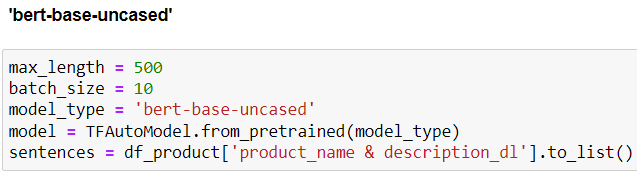 'bert-base-uncased'
max_length = 500
batch_size = 10
model_type = 'bert-base-uncased'
model = TFAutoModel.from_pretrained(model_type)
sentences = df_product['product_name & description_dl'].to_list()